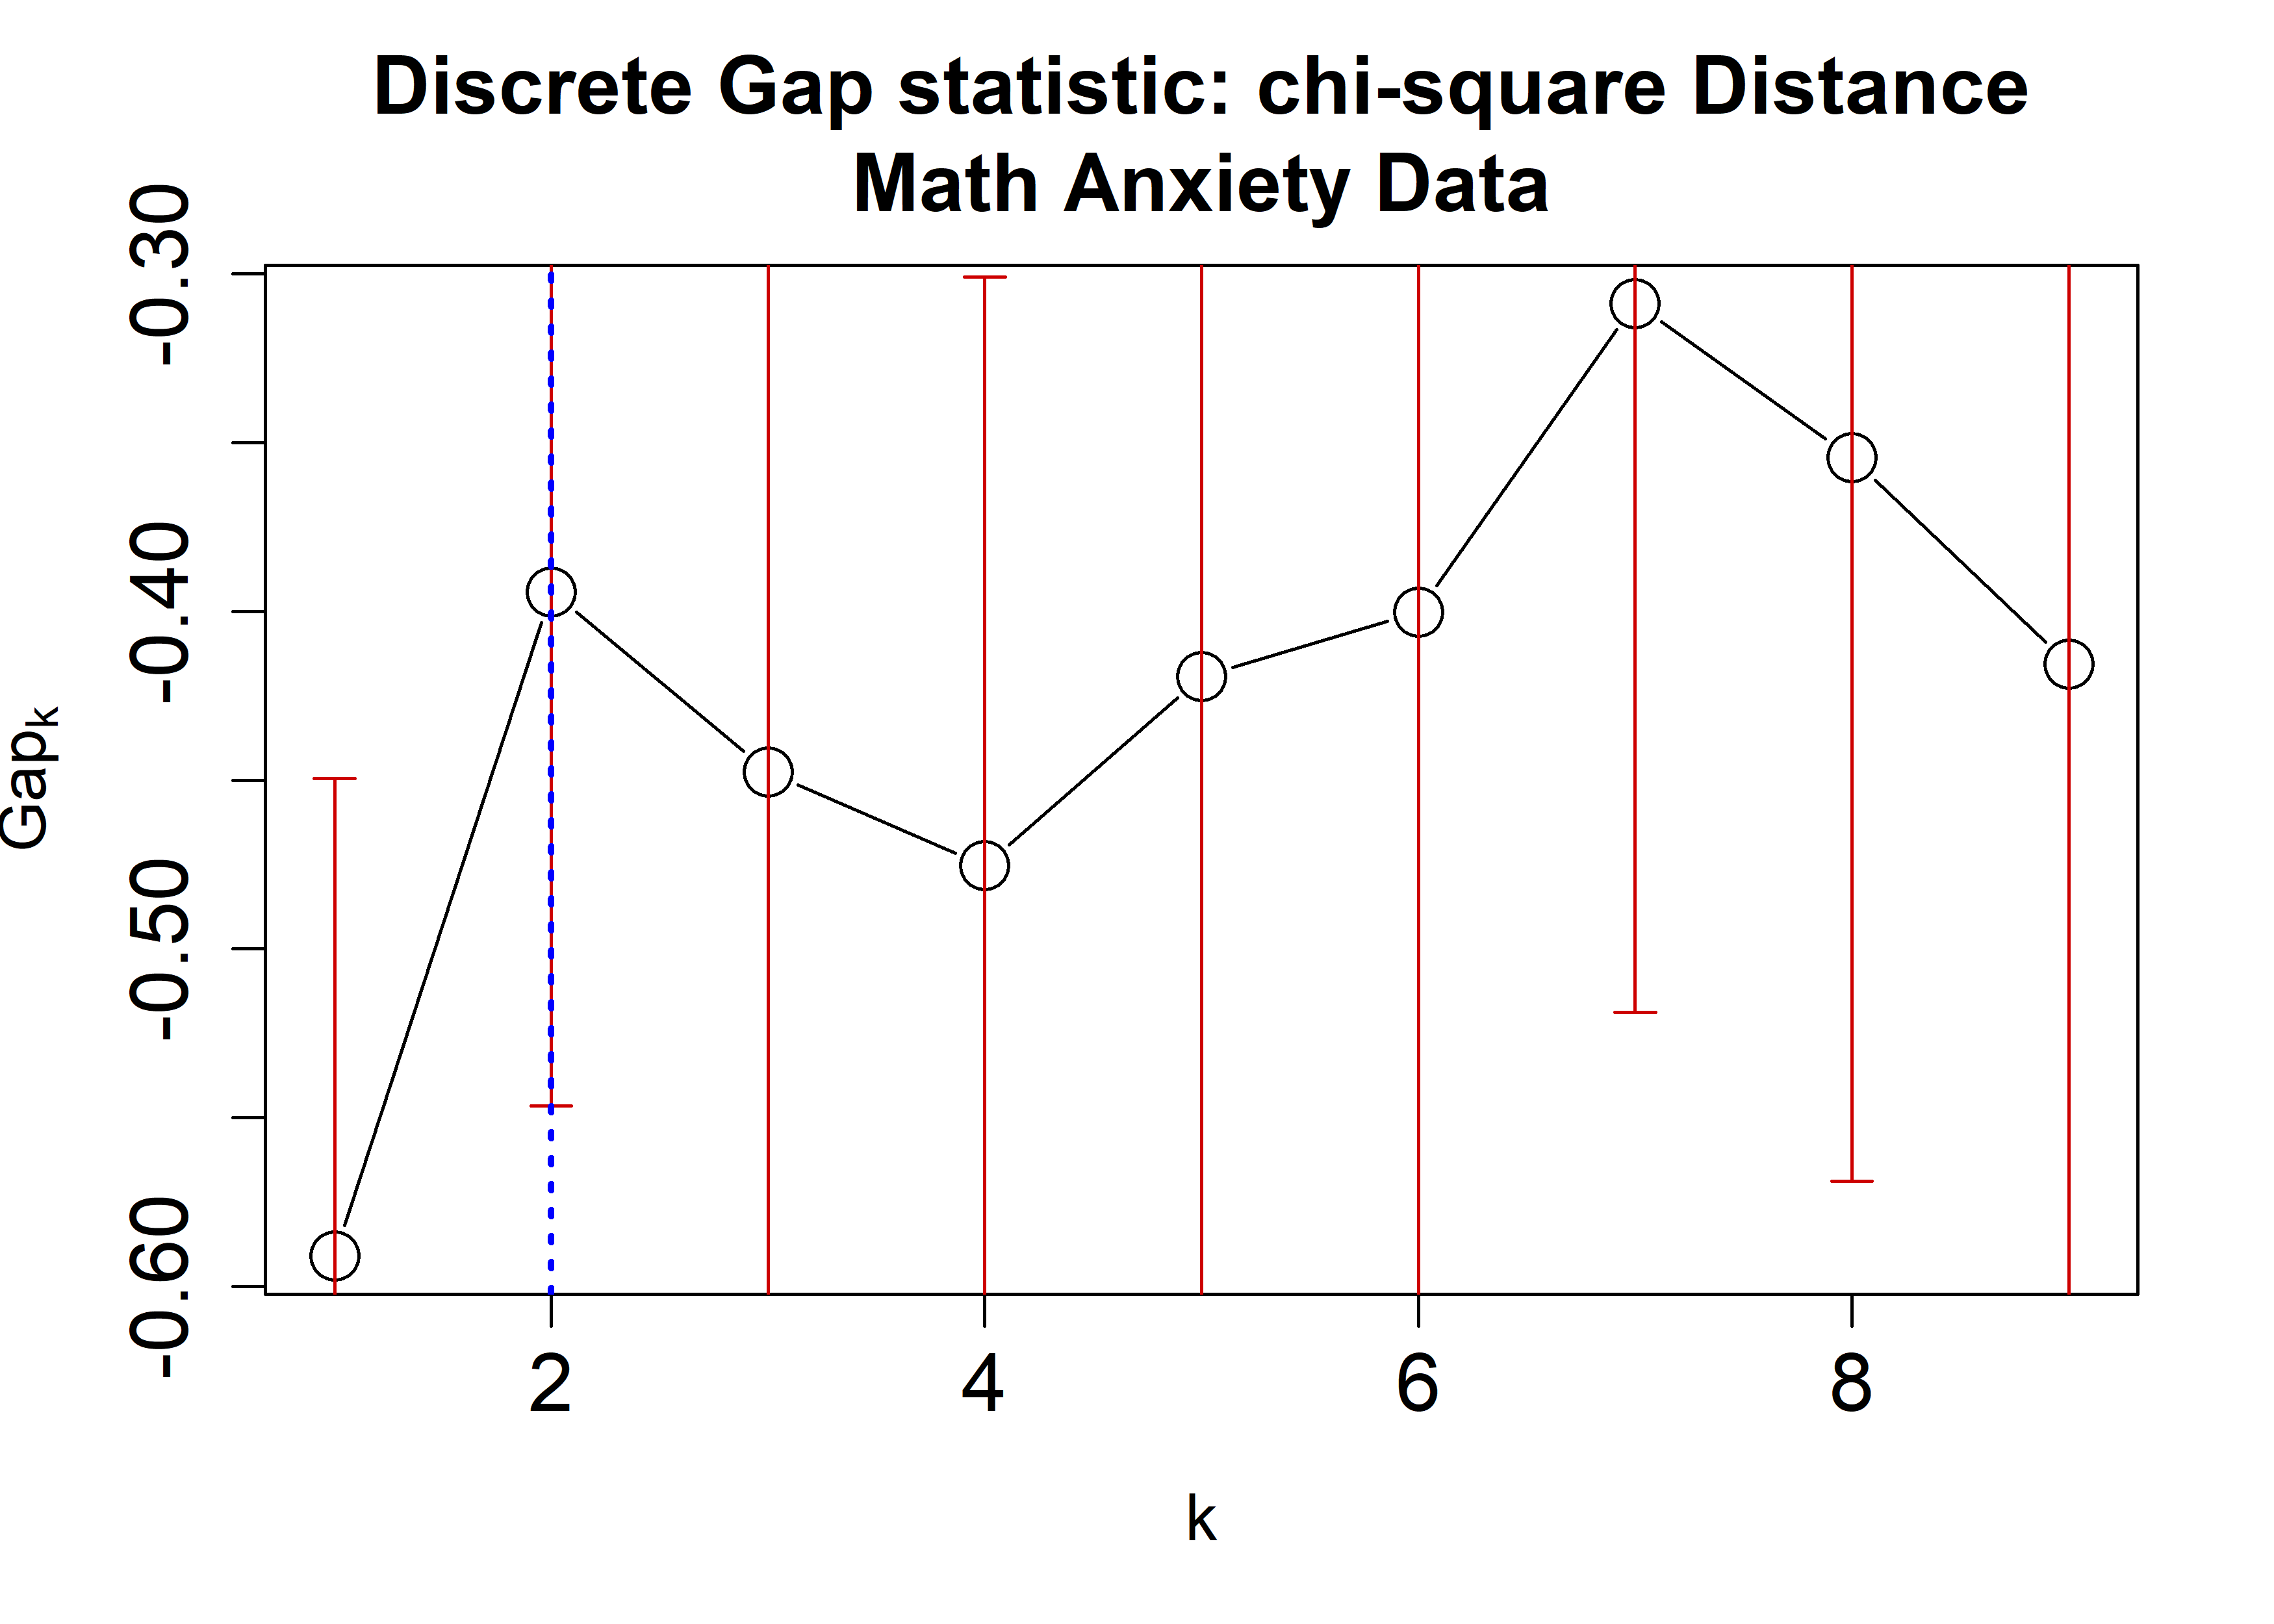 Discrete Gap statistic: chi-square Distance
Math Anxiety Data
-0.30
-0.40
-0.50
-0.60
Gapk
2 4 6 8
k